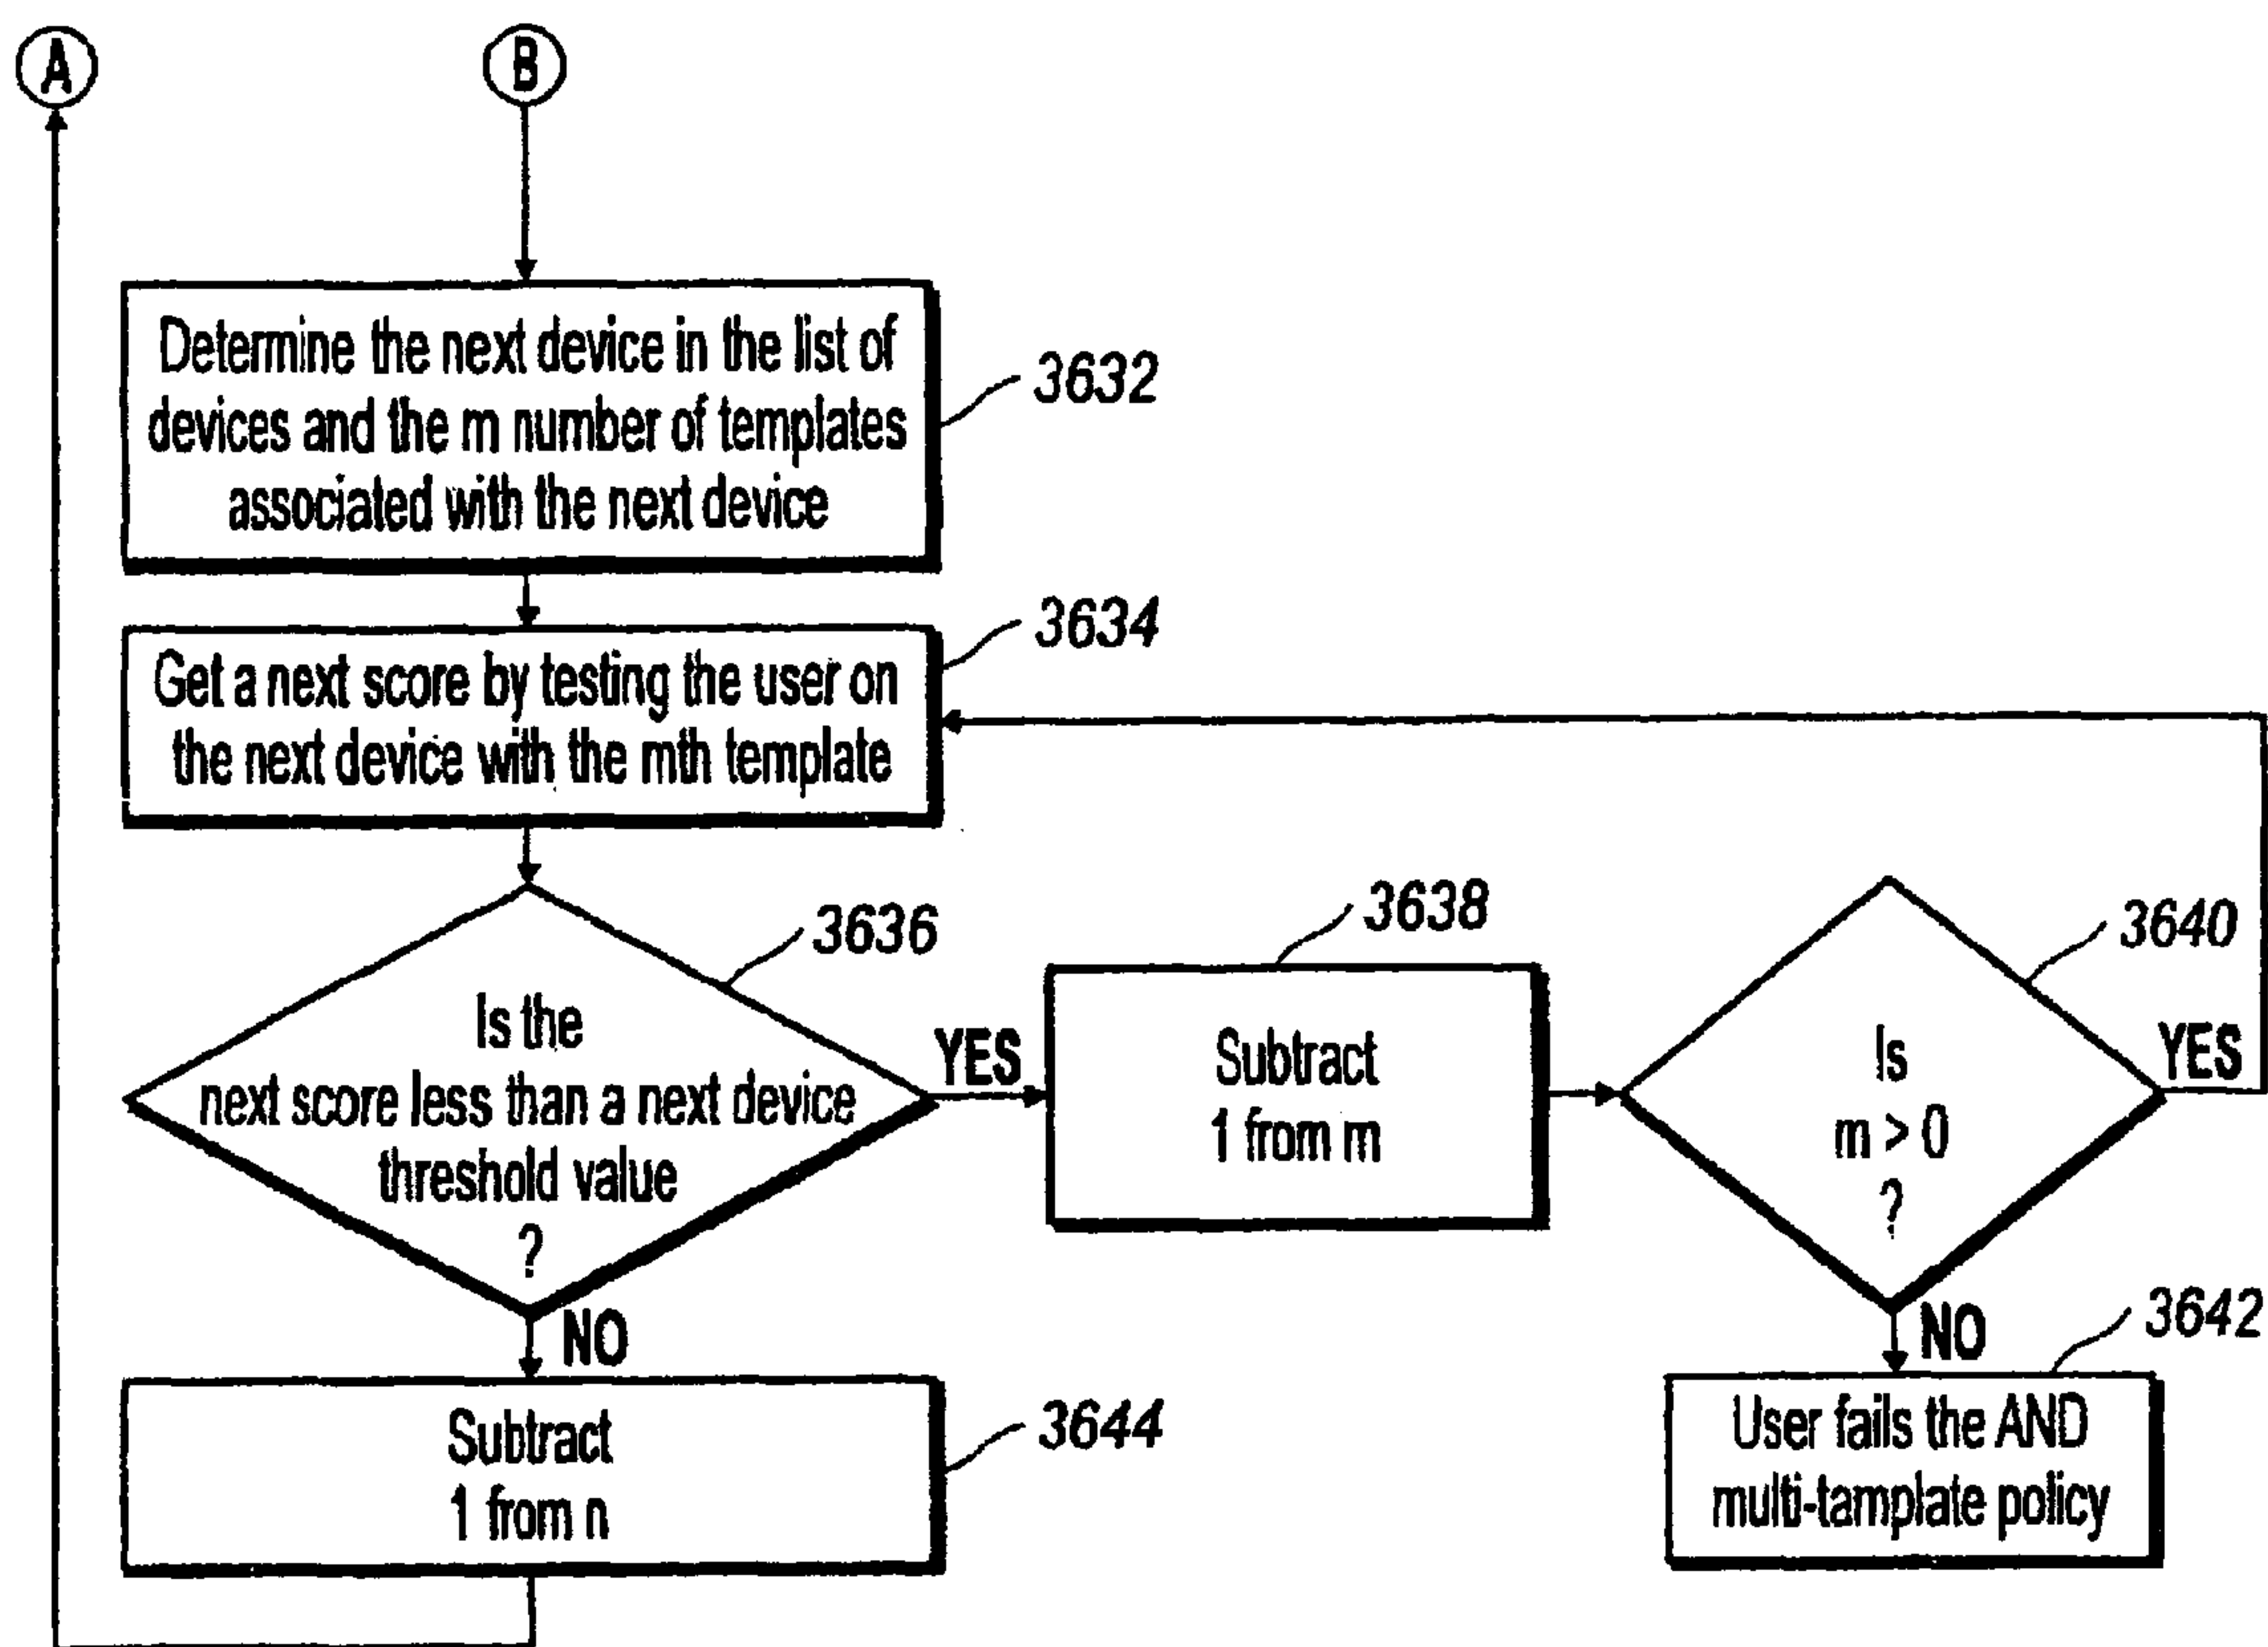 A
B
Determine the next device in the list of
devices and the m number of templates
associated with the next device
3632
Get a next score by testing the user on
the next device with the mth template
3634
Is the
next score less than a next device
threshold value
?
3636
YES
NO
Subtract
1 from m
3638
Is
m > 0
?
3640
YES
NO
Subtract
1 from n
3644
User fails the AND
multi-tamplate policy
3642